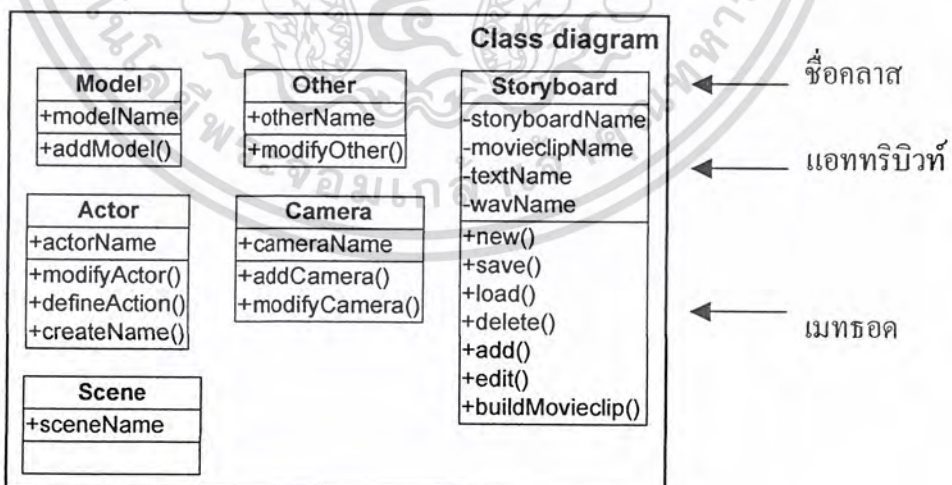 Class diagram
Model
+modelName
+addModel()
Other
+otherName
+modifyOther()
Storyboard
-storyboardName
-movieclipName
-textName
-wavName
+new()
+save()
+load()
+delete()
+add()
+edit()
+buildMovieclip()
Actor
+actorName
+modifyActor()
+defineAction()
+createName()
Camera
+cameraName
+addCamera()
+modifyCamera()
Scene
+sceneName
ชื่อคลาส
แอททริบิวท์
เมทธอด